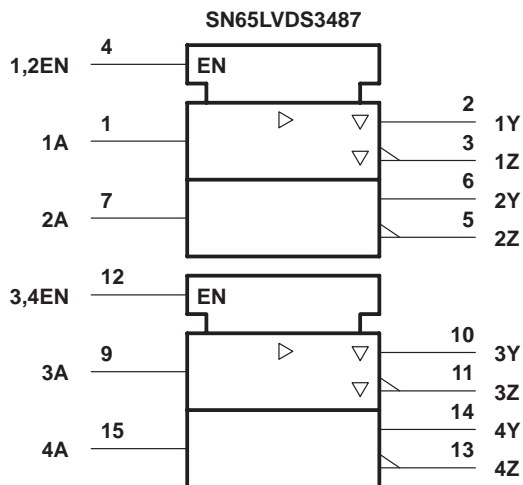 SN65LVDS3487
4
1,2EN EN
2
1 1Y
1A 3
1Z
6
7 2Y
2A 5
2Z
12
3,4EN EN
10
9 3Y
3A 11
3Z
14
15 4Y
4A 13
4Z